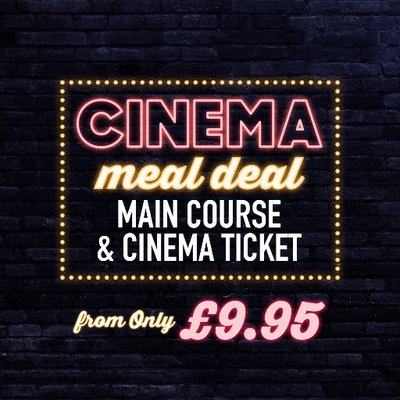 CINEMA
meal deal
MAIN COURSE
& CINEMA TICKET
from Only £9.95